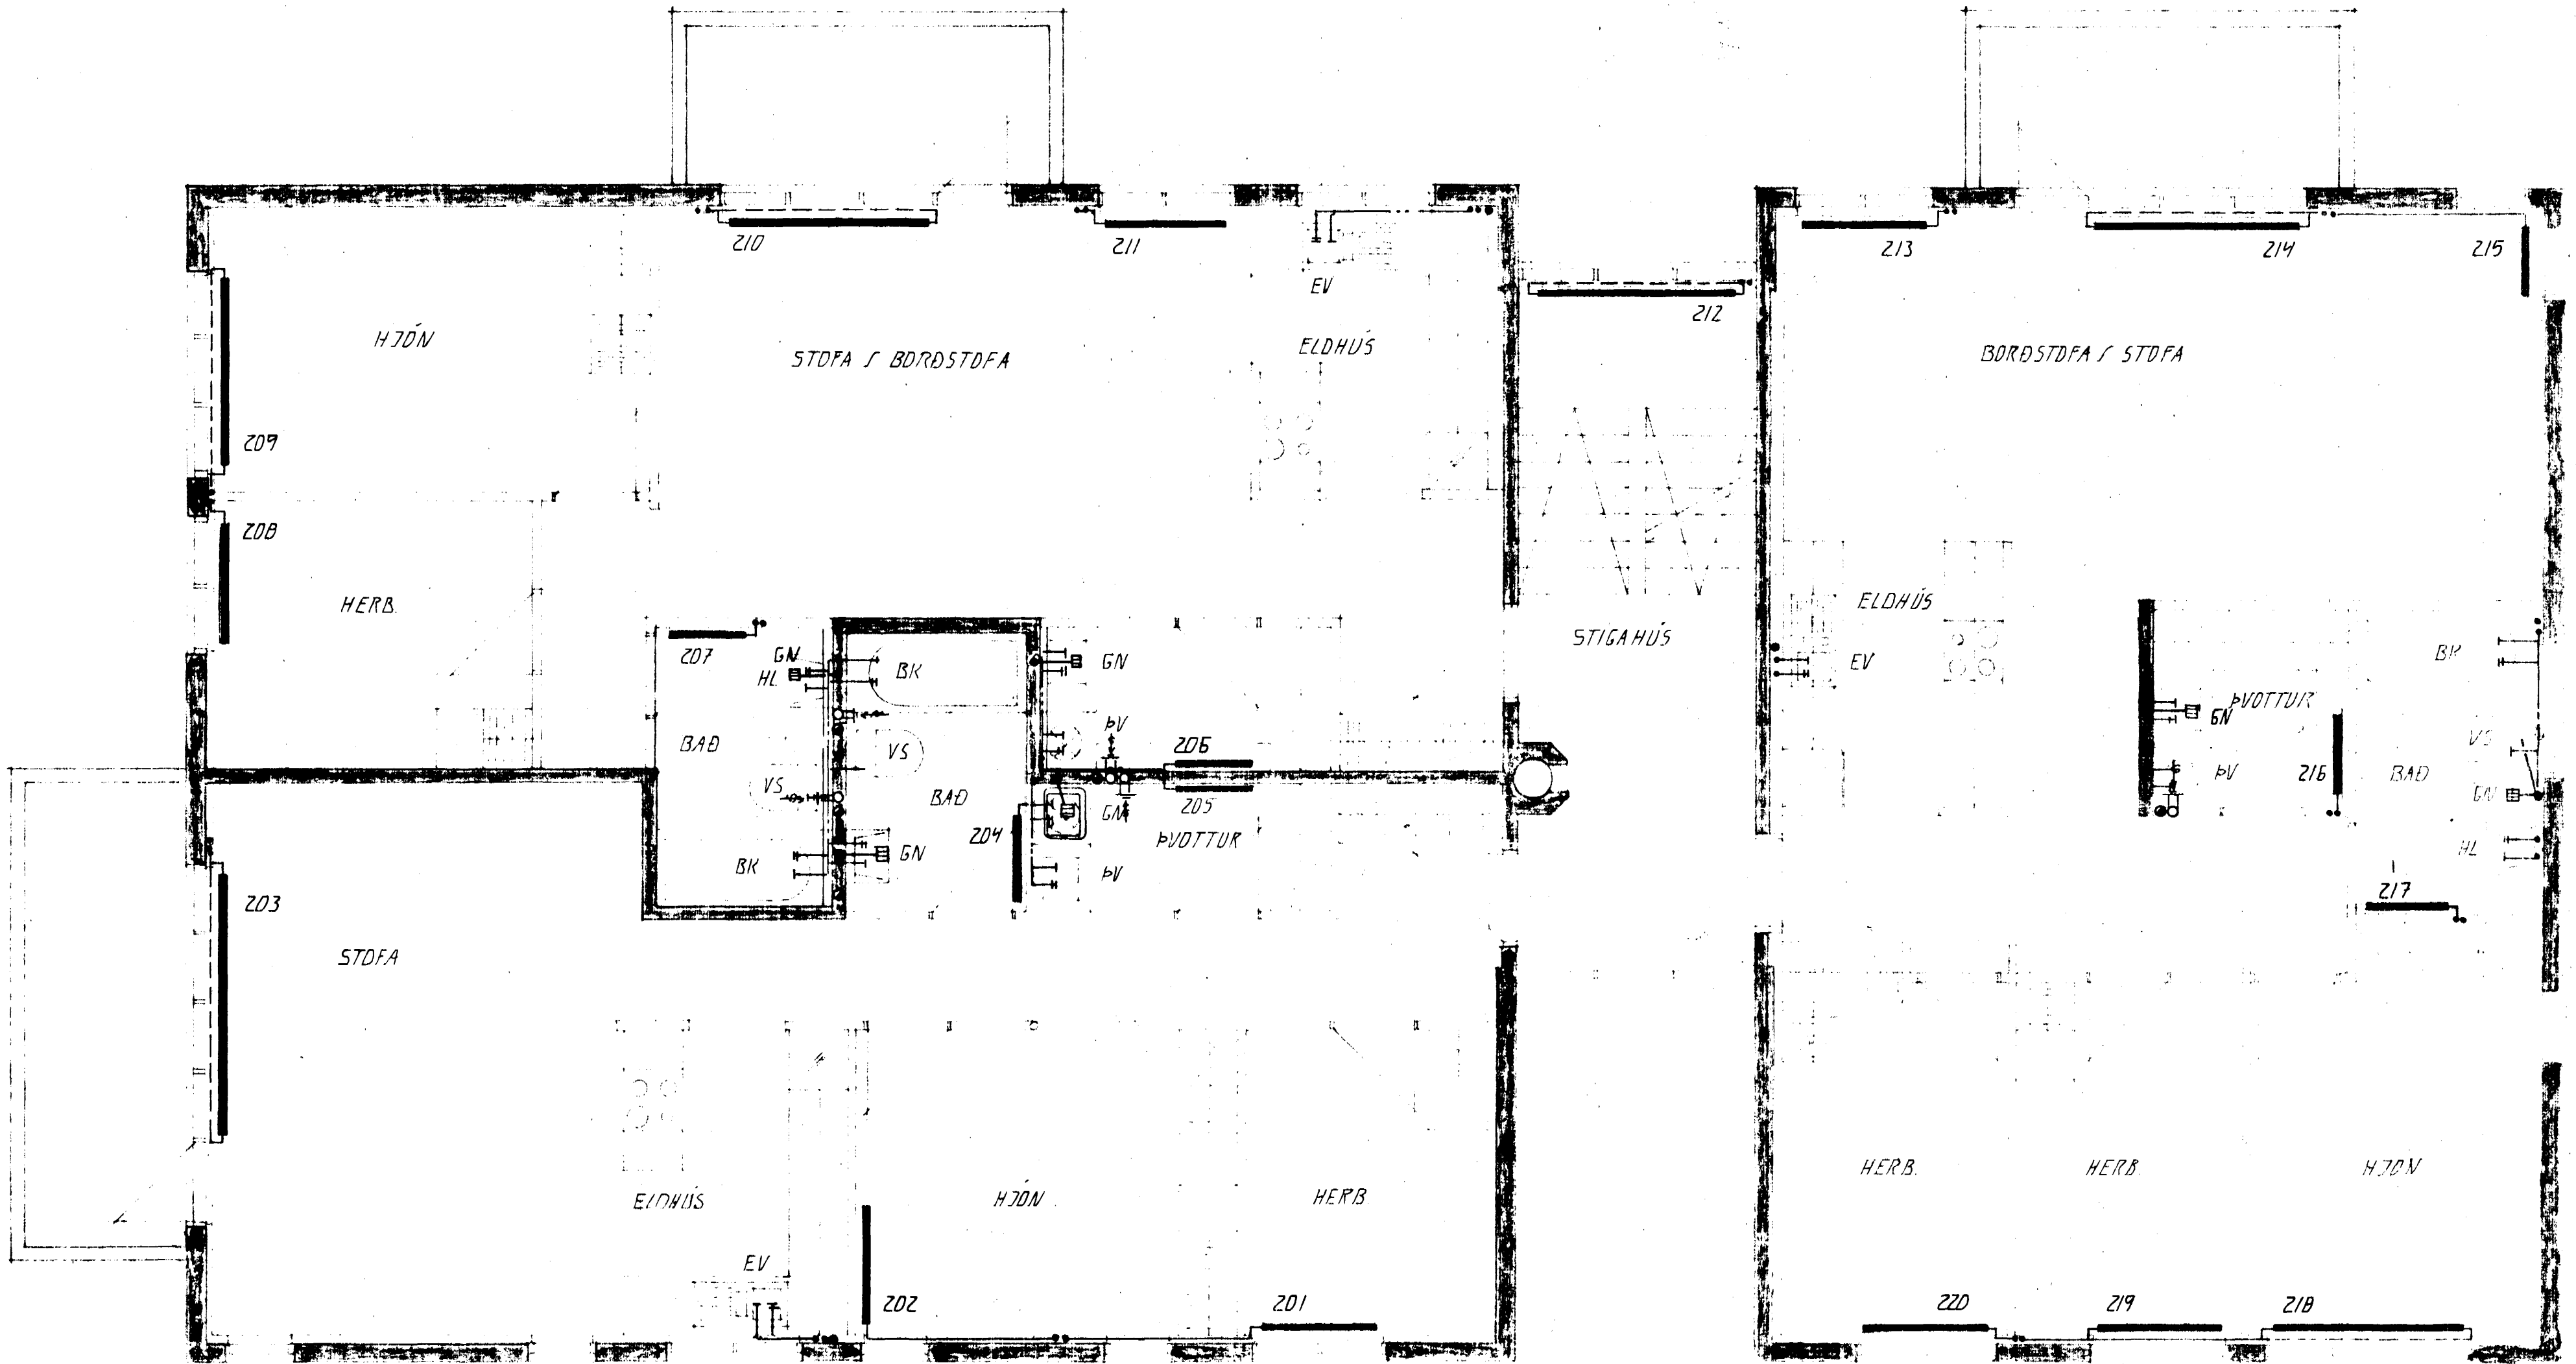 210
211
213
214
215
EV
212
HJÓN
STOFA / BORÐSTOFA
ELDHÚS
BORÐSTOFA / STOFA
209
208
HERB.
ELDHÚS
STIGAHÚS
207
GN
HL
BK
GN
EV
BK
ÞVOTTUR
GN
BAÐ
VS
ÞV
206
VS
ÞV
216
BAÐ
VS
BAÐ
205
GN
GN
204
ÞVOTTUR
HL
BK
GN
ÞV
217
203
STOFA
HERB.
HERB.
HJÓN
ELDHÚS
HJÓN
HERB.
EV
202
201
220
219
218